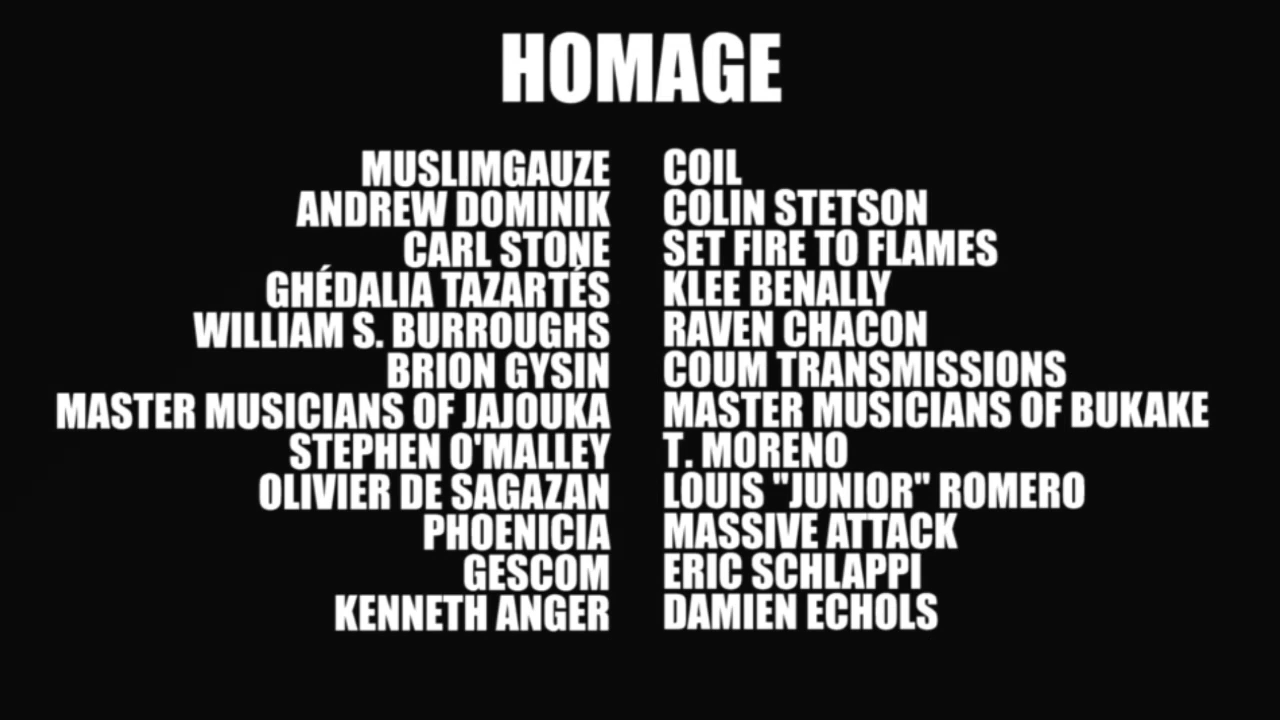 HOMAGE
MUSLIMGAUZE
ANDREW DOMINIK
CARL STONE
GHÉDALIA TAZARTÉS
WILLIAM S. BURROUGHS
BRION GYSIN
MASTER MUSICIANS OF JAJOUKA
STEPHEN O'MALLEY
OLIVIER DE SAGAZAN
PHOENICIA
GESCOM
KENNETH ANGER
COIL
COLIN STETSON
SET FIRE TO FLAMES
KLEE BENALLY
RAVEN CHACON
COUM TRANSMISSIONS
MASTER MUSICIANS OF BUKAKE
T. MORENO
LOUIS "JUNIOR" ROMERO
MASSIVE ATTACK
ERIC SCHLAPPI
DAMIEN ECHOLS